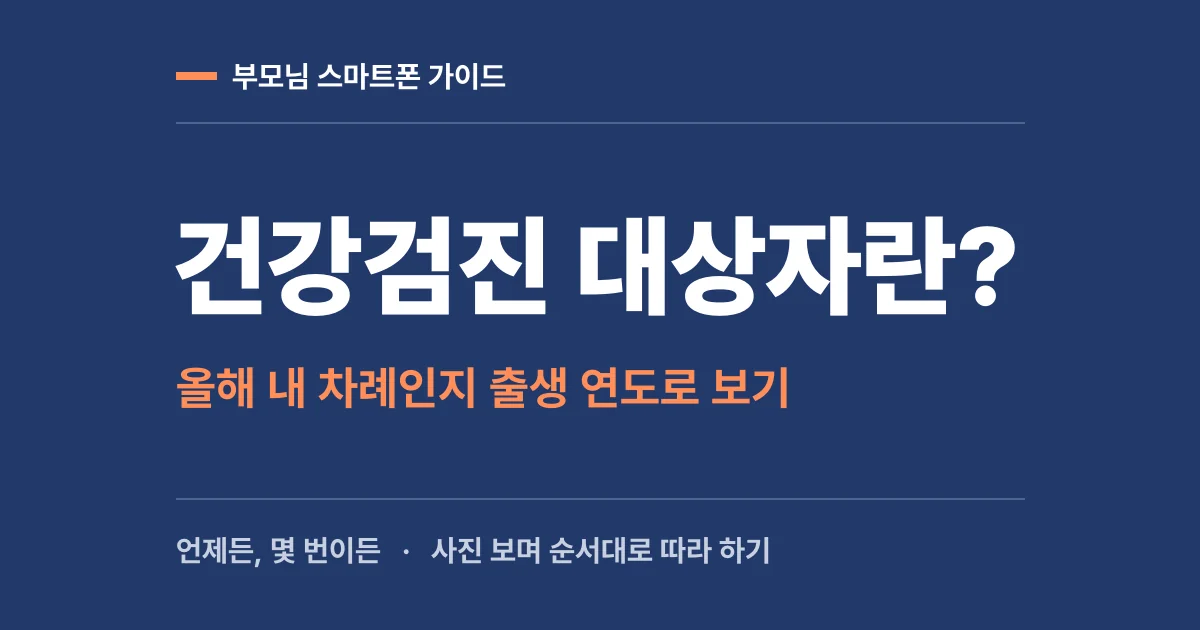 부모님 스마트폰 가이드
건강검진 대상자란?
올해 내 차례인지 출생 연도로 보기
언제든, 몇 번이든 · 사진 보며 순서대로 따라 하기